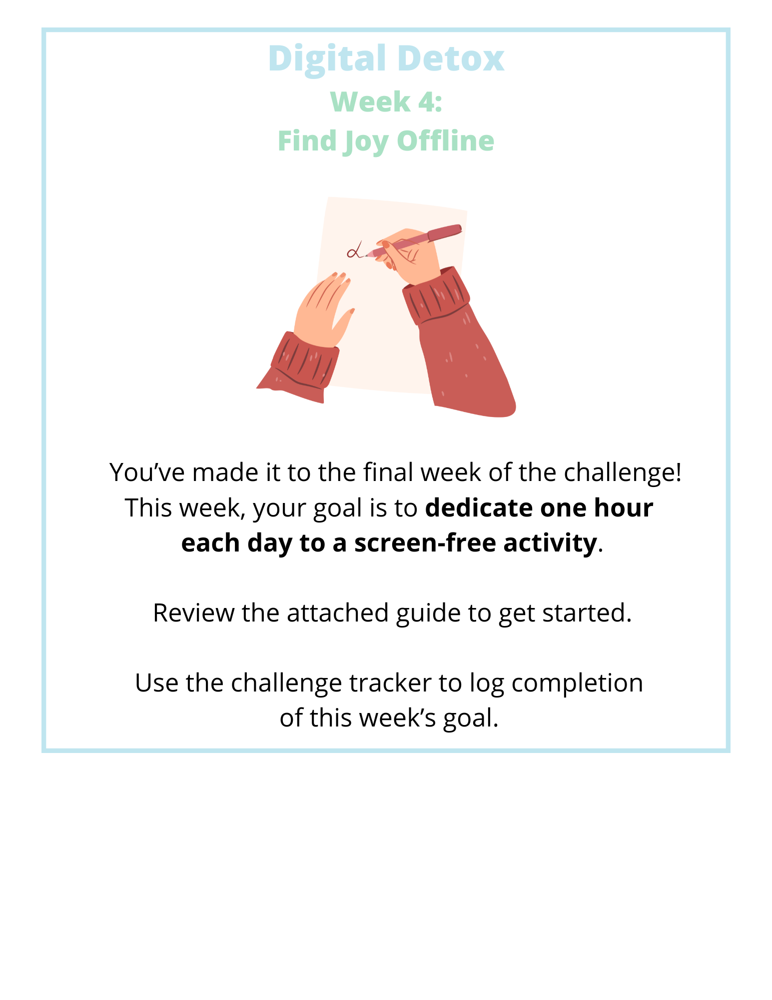 Digital Detox
Week 4:
Find Joy Offline
You’ve made it to the final week of the challenge!
This week, your goal is to dedicate one hour
each day to a screen-free activity.
Review the attached guide to get started.
Use the challenge tracker to log completion
of this week’s goal.